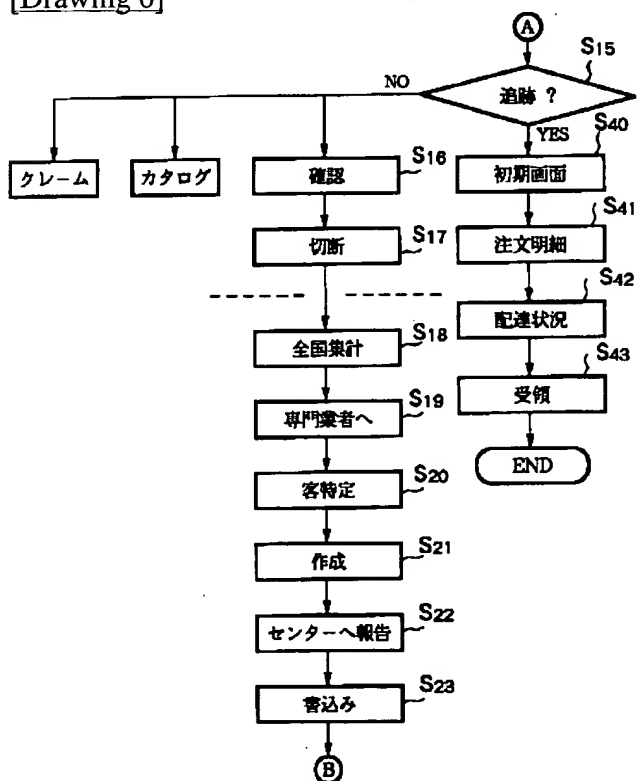 [Drawing 6]
A
S15
追跡 ?
NO
YES
S40
クレーム
カタログ
確認
S16
初期画面
S41
切断
S17
注文明細
S42
全国集計
S18
配達状況
S43
専門業者へ
S19
受領
客特定
S20
END
作成
S21
センターへ報告
S22
書込み
S23
B